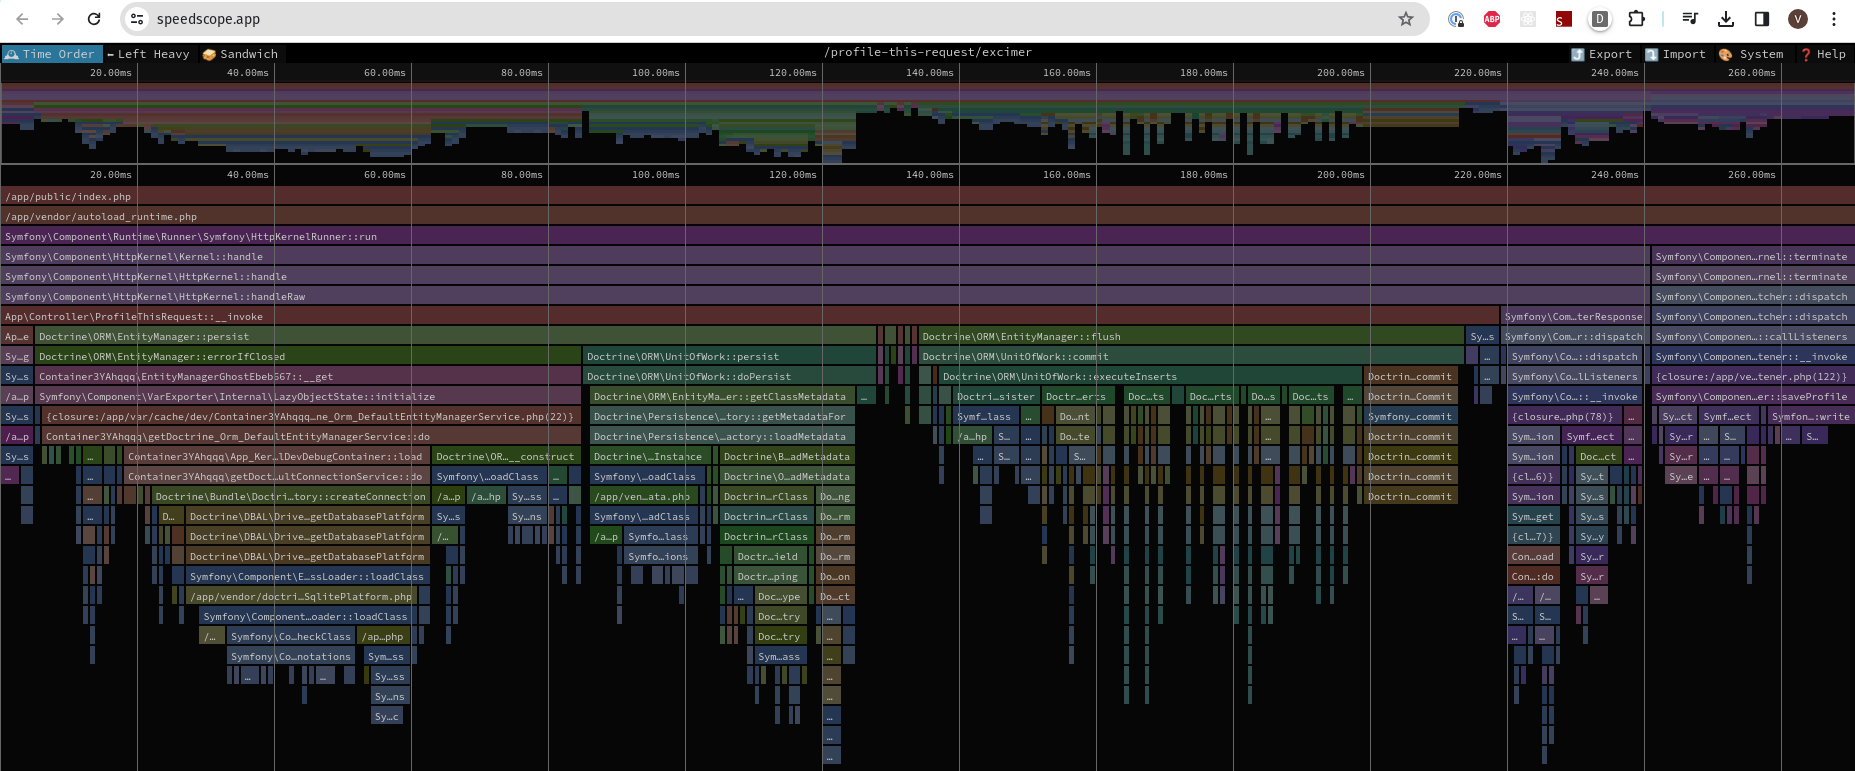 speedscope.app
ABP
S
D
V
Time Order
Left Heavy
Sandwich
/profile-this-request/excimer
Export
Import
System
Help
20.00ms 40.00ms 60.00ms 80.00ms 100.00ms 120.00ms 140.00ms 160.00ms 180.00ms 200.00ms 220.00ms 240.00ms 260.00ms
20.00ms 40.00ms 60.00ms 80.00ms 100.00ms 120.00ms 140.00ms 160.00ms 180.00ms 200.00ms 220.00ms 240.00ms 260.00ms
/app/public/index.php
/app/vendor/autoload_runtime.php
Symfony\Component\Runtime\Runner\Symfony\HttpKernelRunner::run
Symfony\Component\HttpKernel\Kernel::handle Symfony\Componen…rnel::terminate
Symfony\Component\HttpKernel\HttpKernel::handle Symfony\Componen…rnel::terminate
Symfony\Component\HttpKernel\HttpKernel::handleRaw Symfony\Componen…tcher::dispatch
App\Controller\ProfileThisRequest::__invoke Symfony\Com…terResponse Symfony\Componen…tcher::dispatch
Ap…e Doctrine\ORM\EntityManager::persist Doctrine\ORM\EntityManager::flush Sy…s Symfony\Com…r::dispatch Symfony\Componen…::callListeners
Sy…g Doctrine\ORM\EntityManager::errorIfClosed Doctrine\ORM\UnitOfWork::persist Doctrine\ORM\UnitOfWork::commit … Symfony\Co…::dispatch Symfony\Componen…tener::__invoke
Sy…s Container3YAhqqq\EntityManagerGhostEbeb567::__get Doctrine\ORM\UnitOfWork::doPersist Doctrine\ORM\UnitOfWork::executeInserts Doctrin…commit … Symfony\Co…lListeners {closure:/app/ve…tener.php(122)}
/a…p Symfony\Component\VarExporter\Internal\LazyObjectState::initialize Doctrine\ORM\EntityMa…er::getClassMetadata … Doctri…sister Doctr…erts Doc…ts Doc…rts Do…s Doc…ts … Doctrin…Commit Symfony\Co…::__invoke Symfony\Componen…er::saveProfile
Sy…s {closure:/app/var/cache/dev/Container3YAhqqq…ne_Orm_DefaultEntityManagerService.php(22)} Doctrine\Persistence\…tory::getMetadataFor Symf…lass … Do…nt … Symfony…commit {closure…php(78)} … Sy…ct Symf…ect Symfon…:write
/a…p Container3YAhqqq\getDoctrine_Orm_DefaultEntityManagerService::do Doctrine\Persistence\…actory::loadMetadata /a…hp S… Do…te … Doctrin…commit Sym…ion Symf…ect … Sy…r … S… … S…
Sy…s … Container3YAhqqq\App_Ker…lDevDebugContainer::load Doctrine\OR…__construct Doctrine\…Instance Doctrine\B…adMetadata … S… S… … Doctrin…commit Sym…ion Doc…ct … Sy…r … …
… … Container3YAhqqq\getDoct…ultConnectionService::do Symfony\…oadClass … Symfony\…oadClass Doctrine\O…adMetadata … Doctrin…commit {cl…6)} Sy…t Sy…e … …
… Doctrine\Bundle\Doctri…tory::createConnection /a…p /a…hp Sy…ss … /app/ven…ata.php Doctrin…rClass Do…ng Doctrin…commit Sym…ion Sy…s
… D… Doctrine\DBAL\Drive…getDatabasePlatform Sy…s Sy…ns Symfony\…adClass Doctrin…rClass Do…rm Sym…get Sy…s
Doctrine\DBAL\Drive…getDatabasePlatform /… /a…p Symfo…lass Doctrin…rClass Do…rm {cl…7)} Sy…y
Doctrine\DBAL\Drive…getDatabasePlatform Symfo…ions Doctr…ield Do…rm Con…oad Sy…r
Symfony\Component\E…ssLoader::loadClass Doctr…ping Do…on Con…:do Sy…r
/app/vendor/doctri…SqlitePlatform.php … Doc…ype Do…ct /… /… …
Symfony\Component…oader::loadClass Doc…try … S… S…
/… Symfony\Co…heckClass /ap…php Doc…try … … …
Symfony\Co…notations Sym…ss Sym…ass …
… … Sy…ss …
Sy…ns …
Sy…c …
…
…